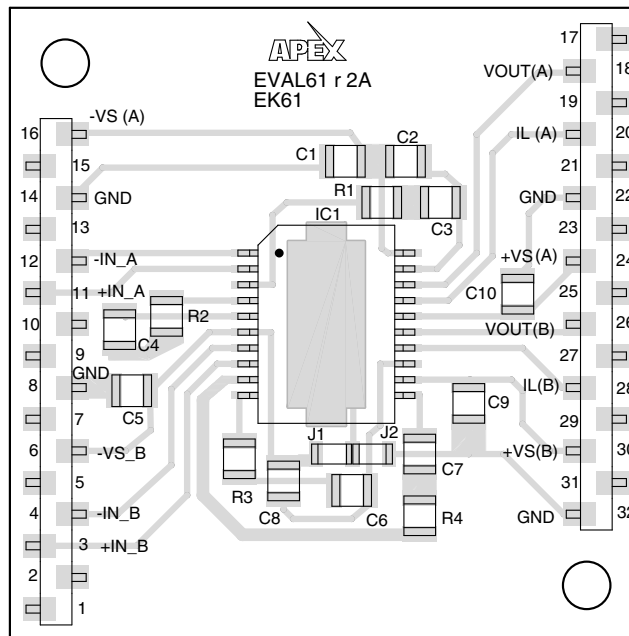 APEX
EVAL61 r 2A
EK61
17
VOUT(A)
18
19
IL (A)
20
21
GND
22
23
+VS(A)
24
25
VOUT(B)
26
27
IL(B)
28
29
+VS(B)
30
31
GND
32
-VS (A)
16
15
14
GND
13
12
-IN_A
11
+IN_A
10
9
GND
8
7
6
-VS_B
5
4
-IN_B
3
+IN_B
2
1
C1
C2
R1
C3
IC1
C10
R2
C4
C5
C9
J1
J2
C7
R3
C8
C6
R4